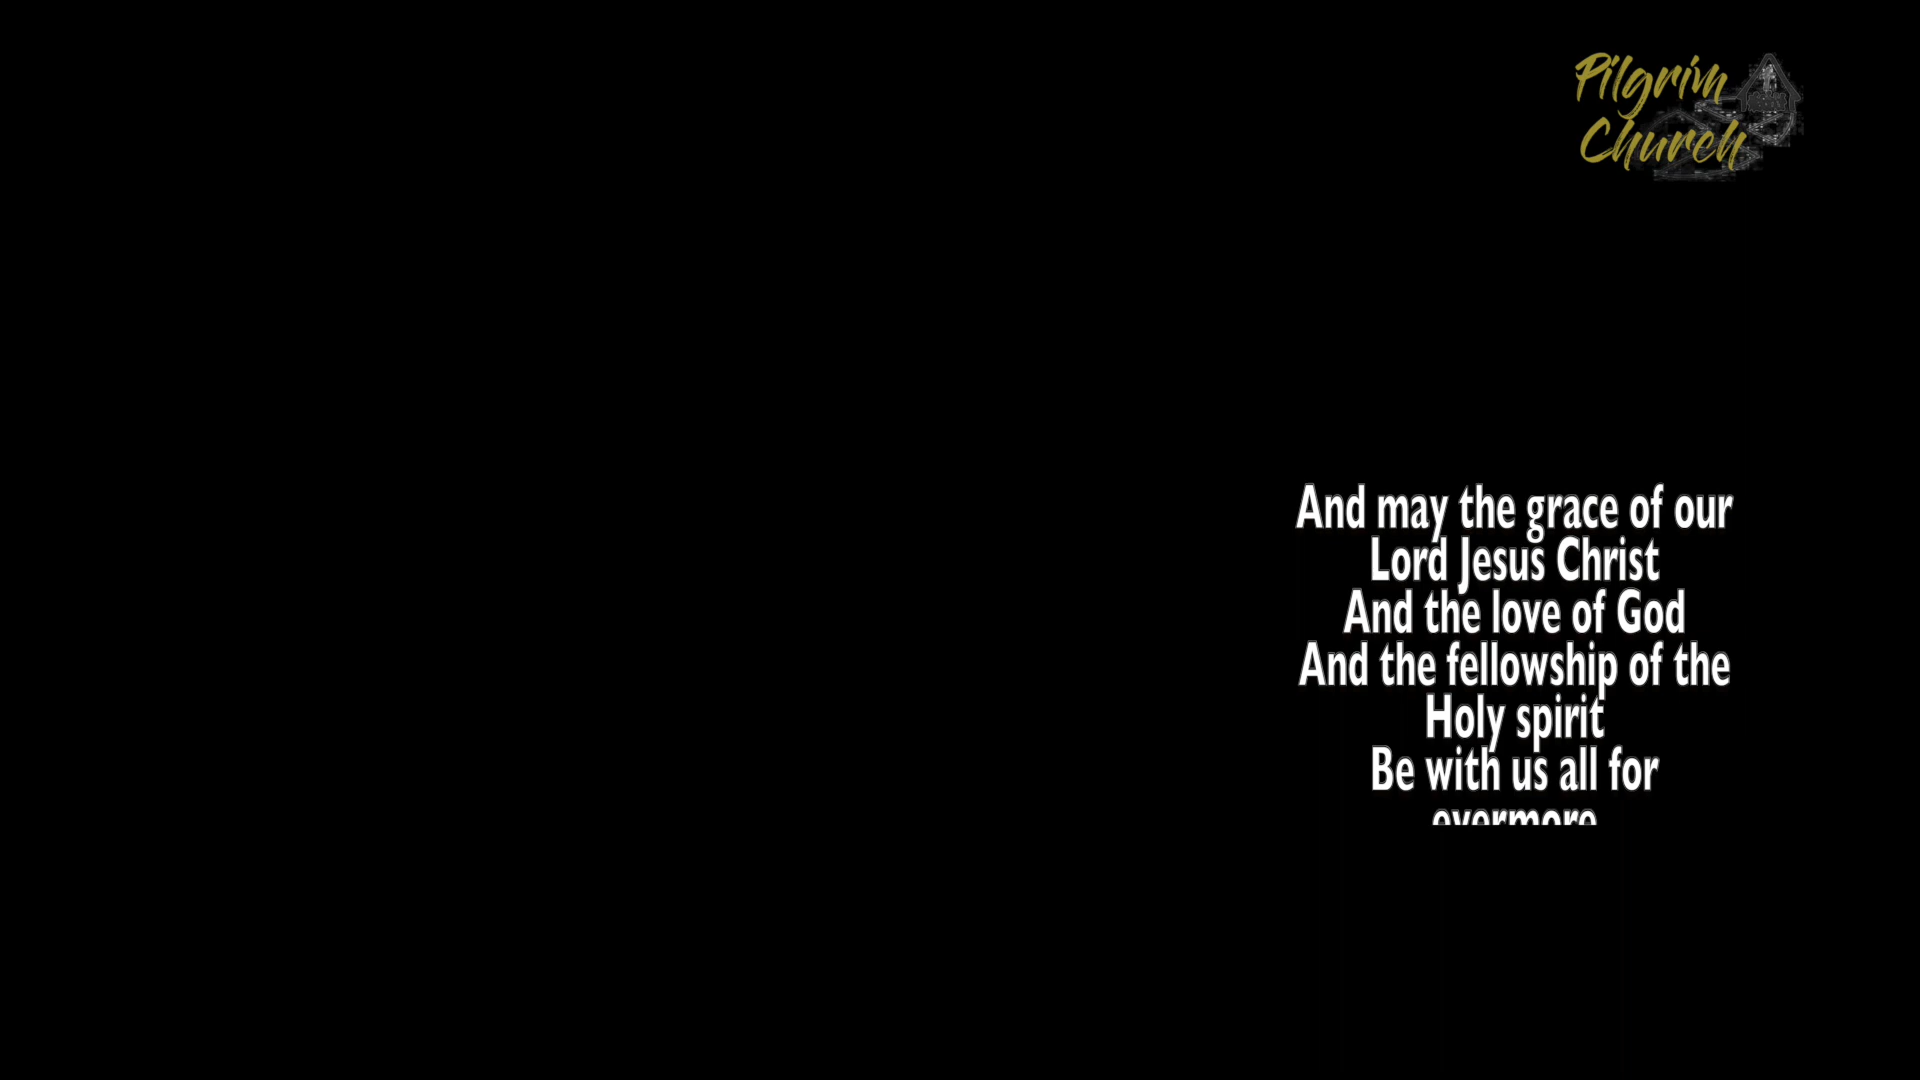 Pilgrim
Church
And may the grace of our
Lord Jesus Christ
And the love of God
And the fellowship of the
Holy spirit
Be with us all for
evermore